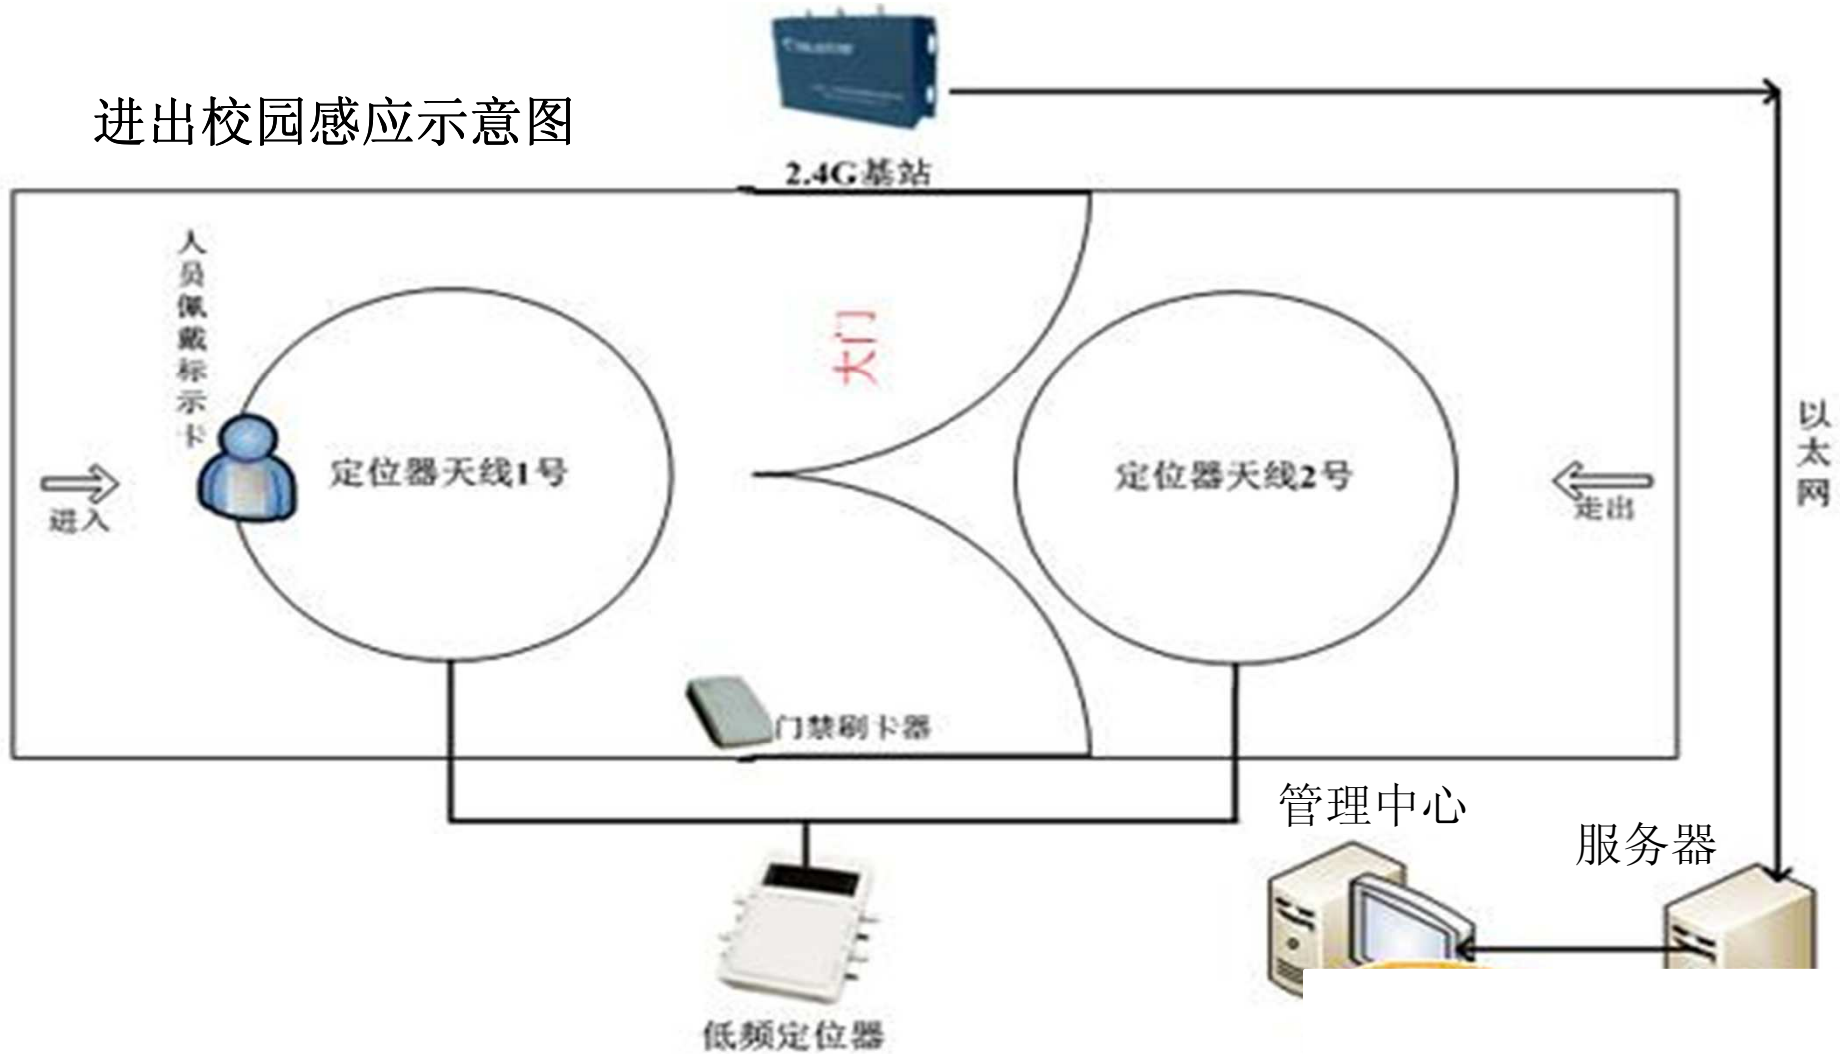 进出校园感应示意图
2.4G基站
人员佩戴标示卡
大门
定位器天线1号
定位器天线2号
进入
走出
以太网
门禁刷卡器
管理中心
服务器
低频定位器